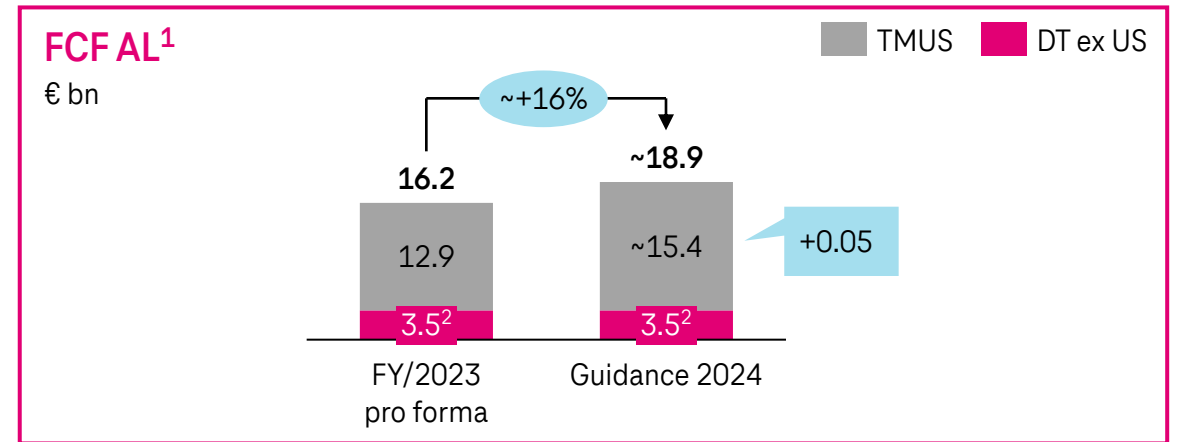 FCF AL¹
€ bn
TMUS
DT ex US
~+16%
16.2
~18.9
12.9
~15.4
+0.05
3.5²
3.5²
FY/2023
pro forma
Guidance 2024